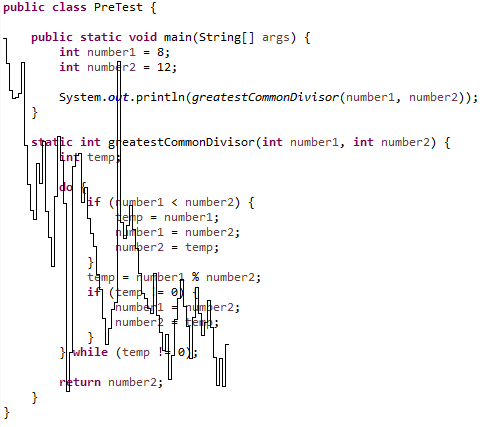 public class PreTest {
public static void main(String[] args) {
int number1 = 8;
int number2 = 12;
System.out.println(greatestCommonDivisor(number1, number2));
}
static int greatestCommonDivisor(int number1, int number2) {
int temp;
do {
if (number1 < number2) {
temp = number1;
number1 = number2;
number2 = temp;
}
temp = number1 % number2;
if (temp != 0) {
number1 = number2;
number2 = temp;
}
} while (temp != 0);
return number2;
}
}